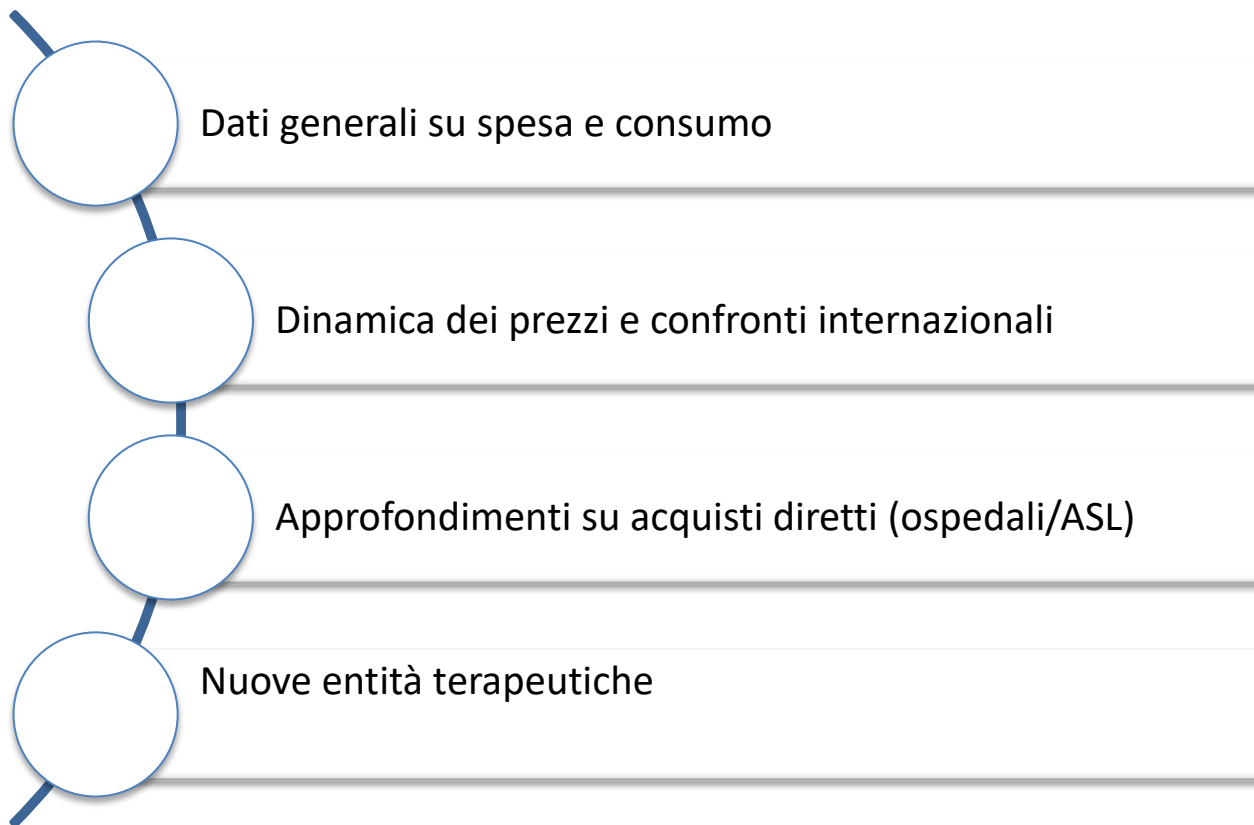 Dati generali su spesa e consumo
Dinamica dei prezzi e confronti internazionali
Approfondimenti su acquisti diretti (ospedali/ASL)
Nuove entità terapeutiche